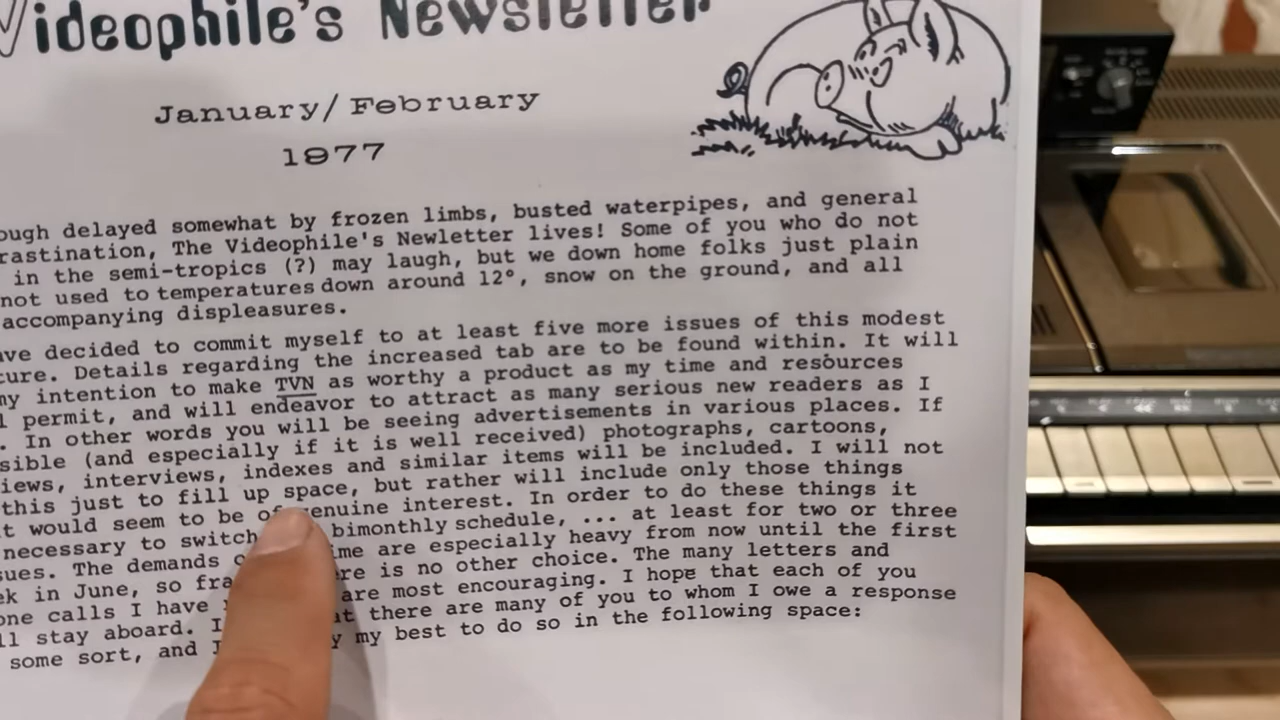 Videophile's Newsletter
January/February
1977
ough delayed somewhat by frozen limbs, busted waterpipes, and general
rastination, The Videophile's Newletter lives! Some of you who do not
in the semi-tropics (?) may laugh, but we down home folks just plain
not used to temperatures down around 12°, snow on the ground, and all
accompanying displeasures.
ave decided to commit myself to at least five more issues of this modest
ture. Details regarding the increased tab are to be found within. It will
my intention to make TVN as worthy a product as my time and resources
l permit, and will endeavor to attract as many serious new readers as I
. In other words you will be seeing advertisements in various places. If
sible (and especially if it is well received) photographs, cartoons,
iews, interviews, indexes and similar items will be included. I will not
this just to fill up space, but rather will include only those things
t would seem to be of genuine interest. In order to do these things it
necessary to switch bimonthly schedule, ... at least for two or three
sues. The demands o ime are especially heavy from now until the first
ek in June, so fra re is no other choice. The many letters and
one calls I have are most encouraging. I hope that each of you
ll stay aboard. I at there are many of you to whom I owe a response
some sort, and I y my best to do so in the following space: